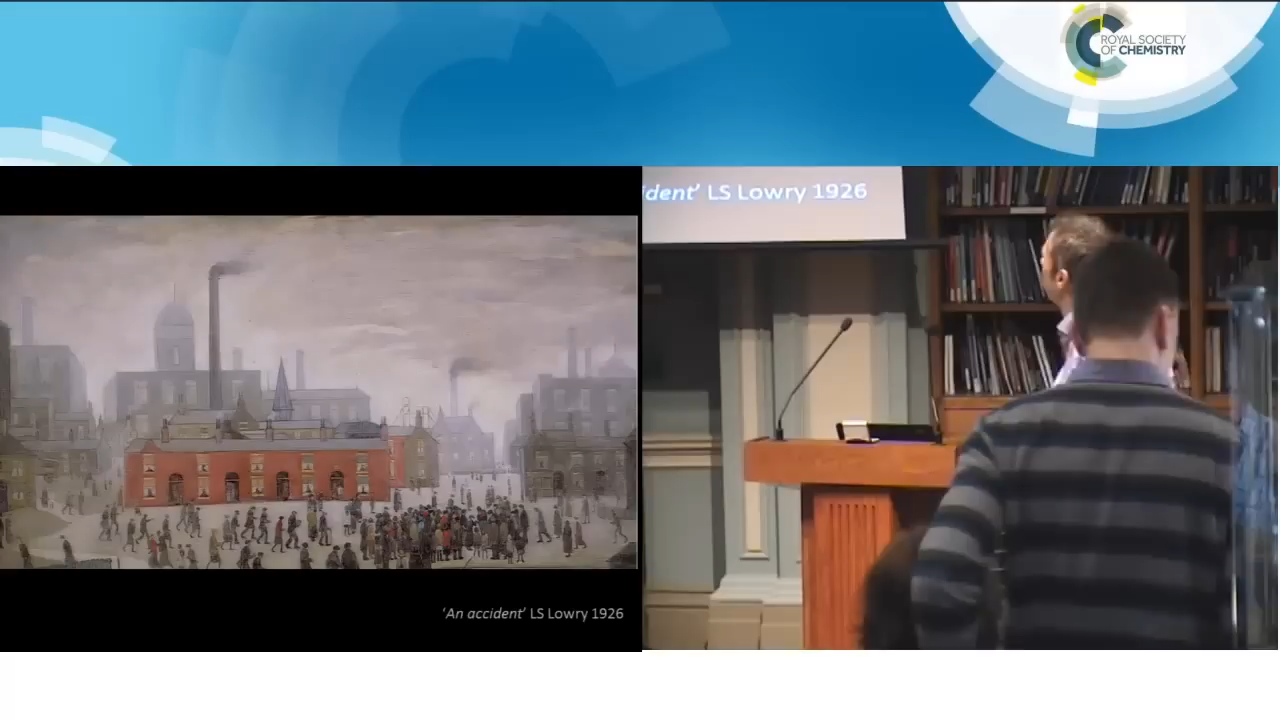 ROYAL SOCIETY
OF CHEMISTRY
ident' LS Lowry 1926
'An accident' LS Lowry 1926